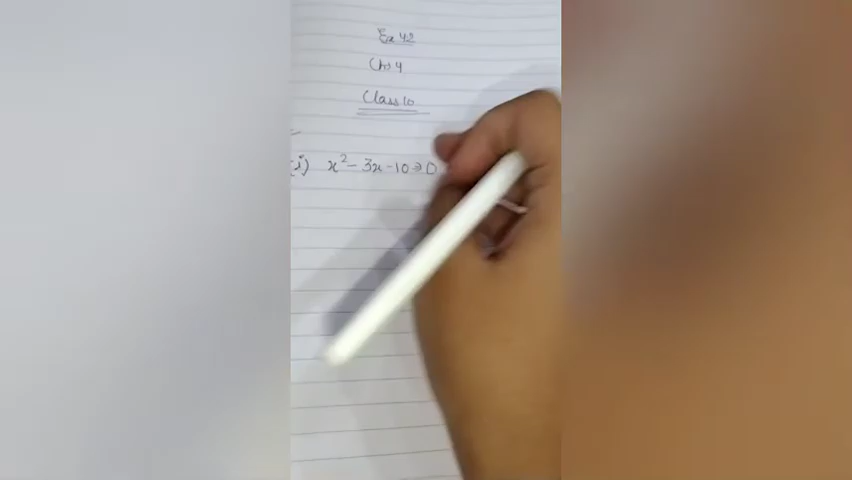 Ex 4.2
Ch 4
Class 10
(i) x² - 3x - 10 = 0